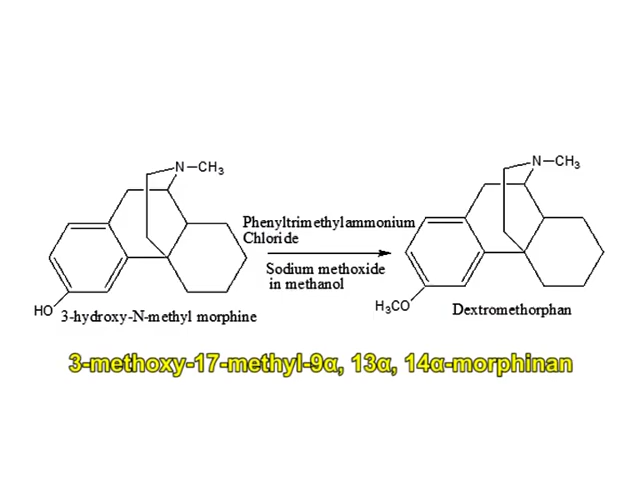 N–CH₃
N–CH₃
Phenyltrimethylammonium
Chloride
Sodium methoxide
in methanol
HO
3-hydroxy-N-methyl morphine
H₃CO
Dextromethorphan
3-methoxy-17-methyl-9α, 13α, 14α-morphinan